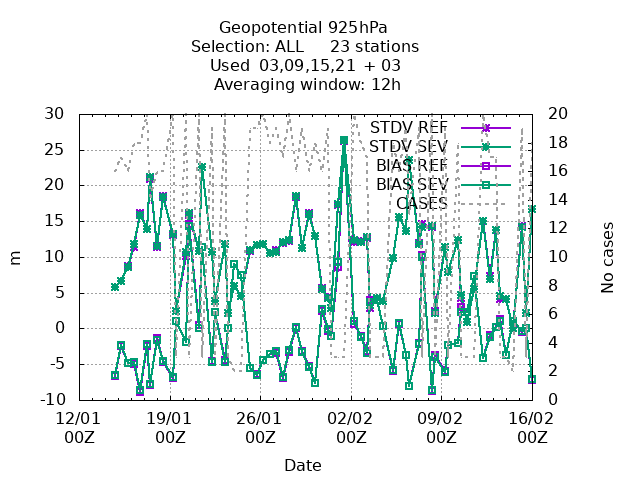 Geopotential 925hPa
Selection: ALL 23 stations
Used 03,09,15,21 + 03
Averaging window: 12h
30 20
STDV REF
25 18
STDV SEV
20 16
BIAS REF
BIAS SEV
15 14
CASES
10 12
5 10
0 8
-5 6
-10 4
2
0
m
No cases
12/01 19/01 26/01 02/02 09/02 16/02
00Z 00Z 00Z 00Z 00Z 00Z
Date